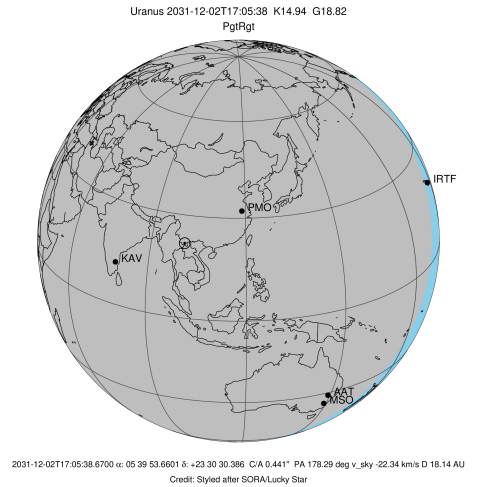 Uranus 2031-12-02T17:05:38 K14.94 G18.82
PgtRgt
IRTF
PMO
KAV
AAT
MSO
2031-12-02T17:05:38.6700 α: 05 39 53.6601 δ: +23 30 30.386 C/A 0.441" PA 178.29 deg v_sky -22.34 km/s D 18.14 AU
Credit: Styled after SORA/Lucky Star